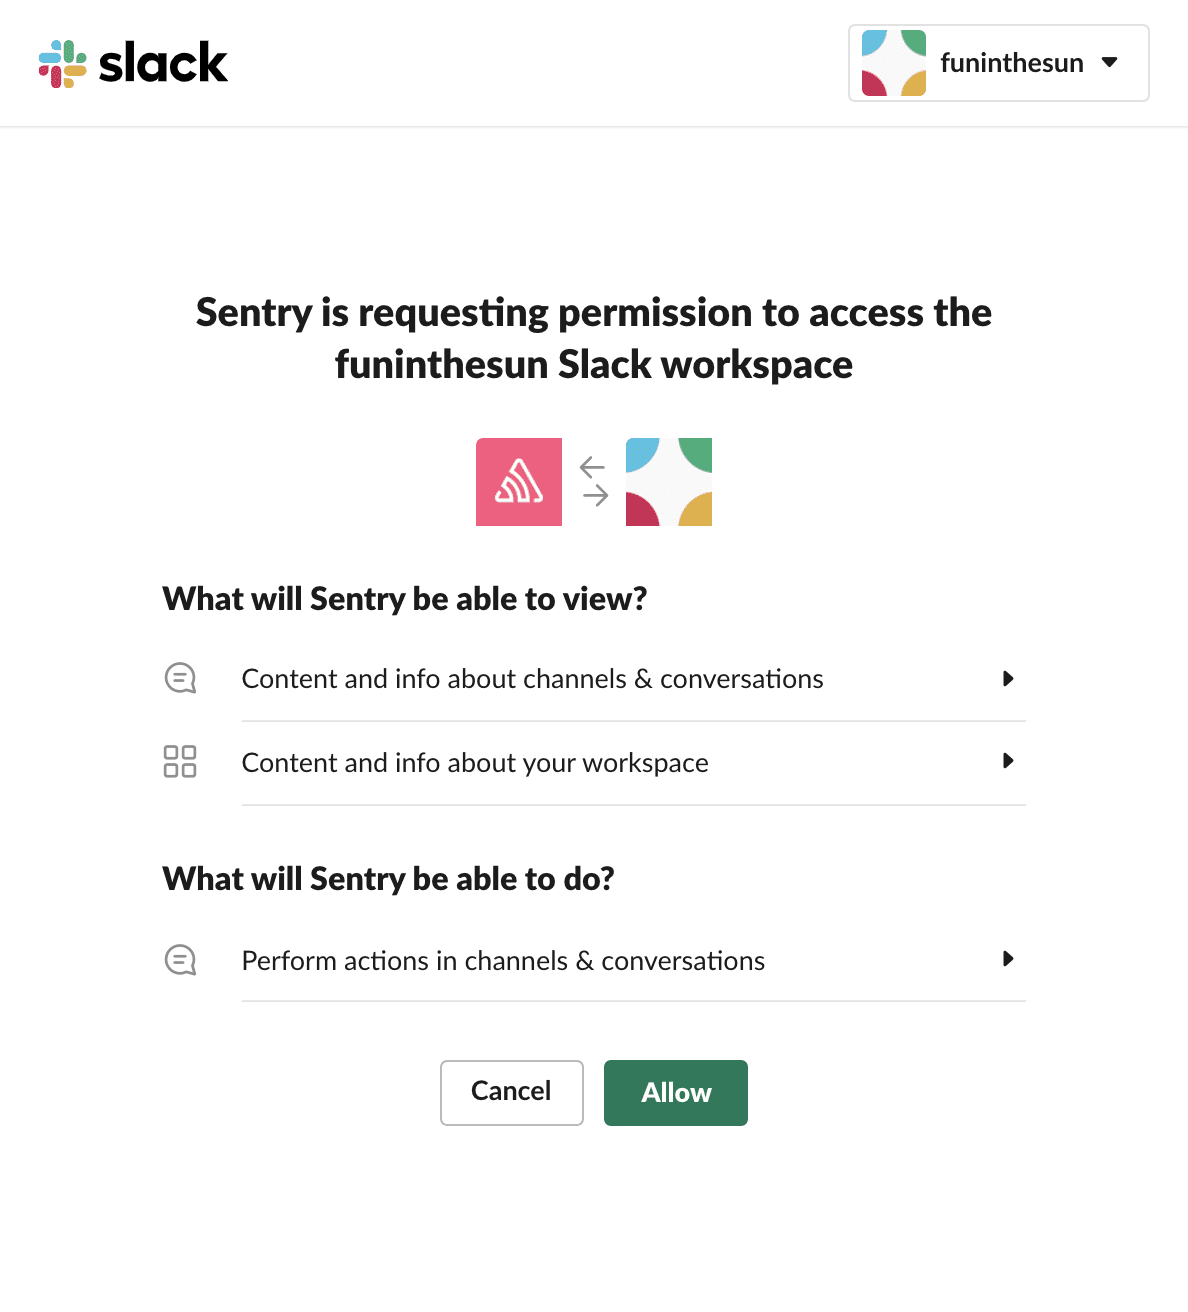 slack
funinthesun
Sentry is requesting permission to access the
funinthesun Slack workspace
What will Sentry be able to view?
Content and info about channels & conversations
Content and info about your workspace
What will Sentry be able to do?
Perform actions in channels & conversations
Cancel
Allow